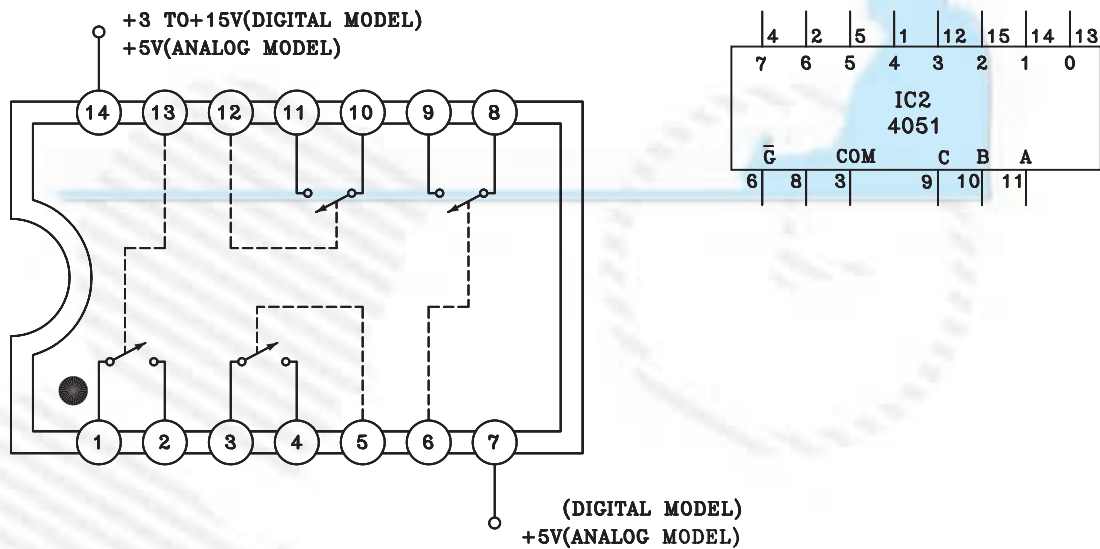 +3 TO+15V(DIGITAL MODEL)
+5V(ANALOG MODEL)
14 13 12 11 10 9 8
1 2 3 4 5 6 7
(DIGITAL MODEL)
+5V(ANALOG MODEL)
4 2 5 1 12 15 14 13
7 6 5 4 3 2 1 0
IC2
4051
G̅ COM C B A
6 8 3 9 10 11